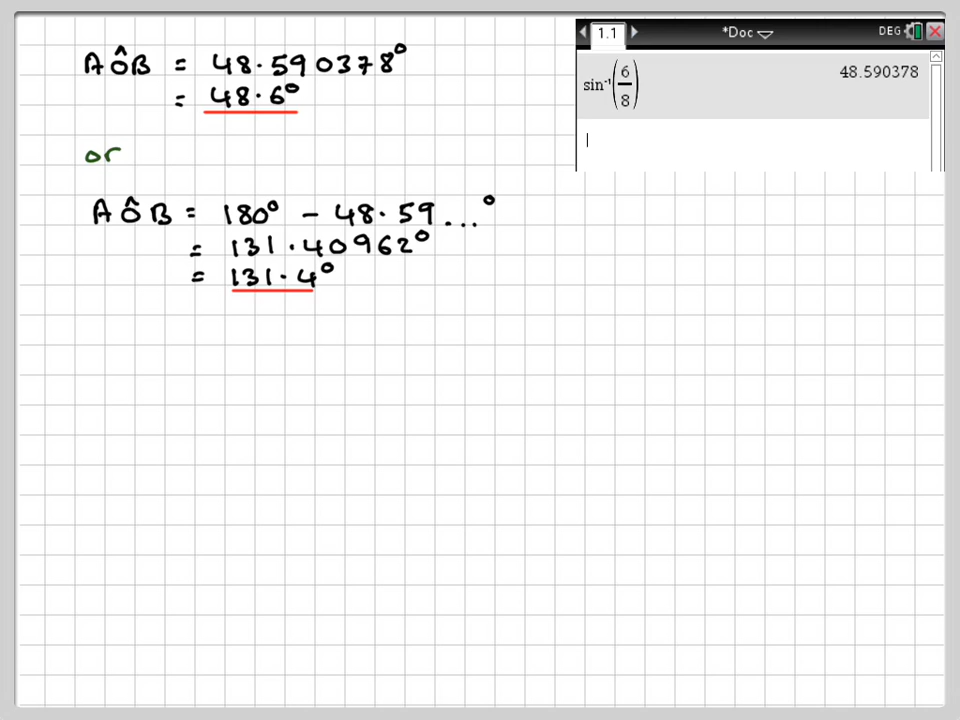 AÔB = 48.590378°
= 48.6°
or
AÔB = 180° - 48.59...°
= 131.40962°
= 131.4°
1.1 *Doc DEG
sin⁻¹(6/8) 48.590378